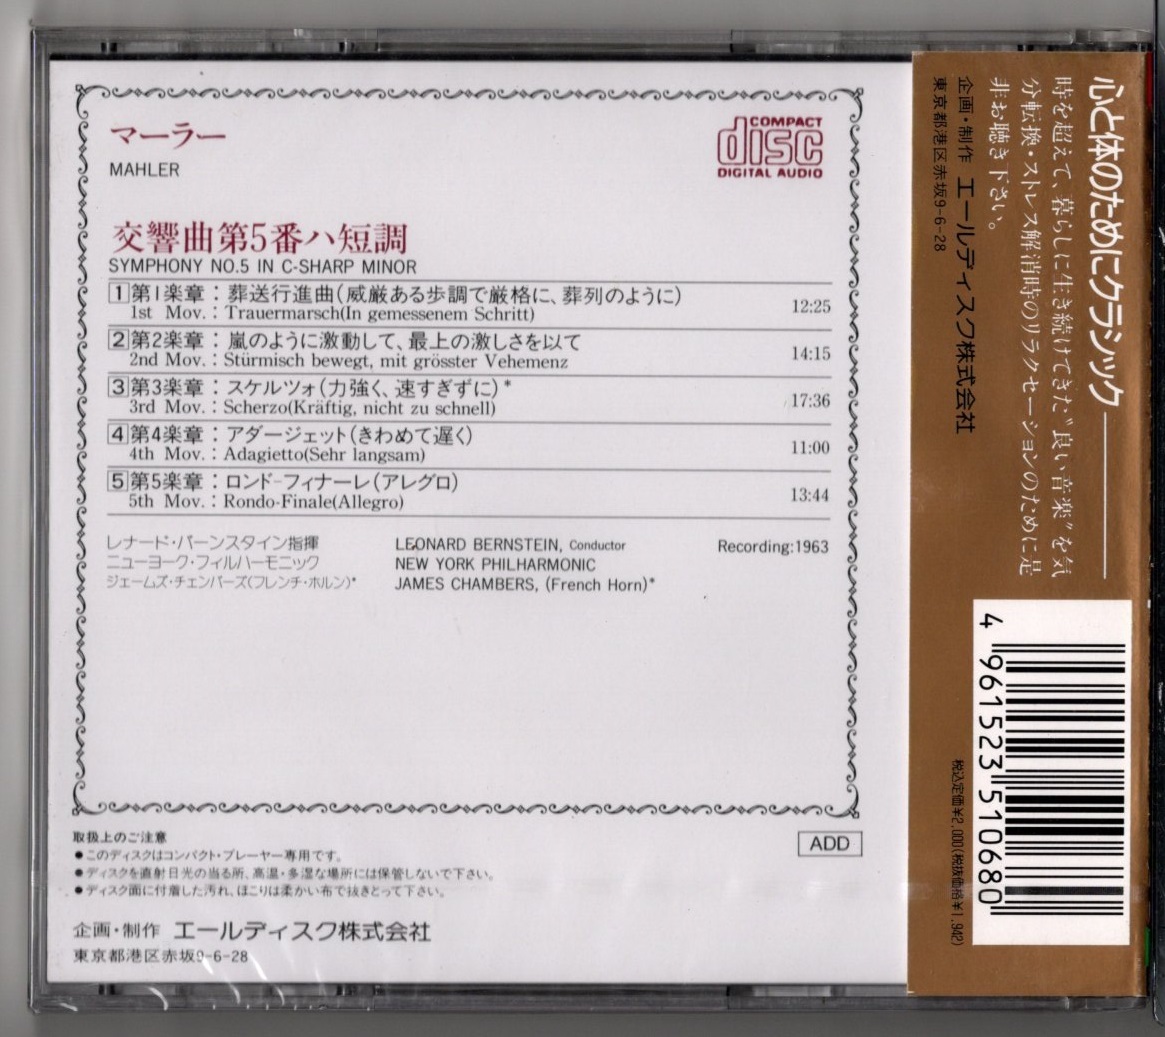 マーラー
MAHLER
COMPACT
disc
DIGITAL AUDIO
交響曲第5番ハ短調
SYMPHONY NO.5 IN C-SHARP MINOR
1 第1楽章：葬送行進曲(威厳ある歩調で厳格に、葬列のように)
1st Mov.：Trauermarsch(In gemessenem Schritt)
12:25
2 第2楽章：嵐のように激動して、最上の激しさを以て
2nd Mov.：Stürmisch bewegt, mit grösster Vehemenz
14:15
3 第3楽章：スケルツォ(力強く、速すぎずに)*
3rd Mov.：Scherzo(Kräftig, nicht zu schnell)
17:36
4 第4楽章：アダージェット(きわめて遅く)
4th Mov.：Adagietto(Sehr langsam)
11:00
5 第5楽章：ロンド-フィナーレ(アレグロ)
5th Mov.：Rondo-Finale(Allegro)
13:44
レナード・バーンスタイン指揮
ニューヨーク・フィルハーモニック
ジェームズ・チェンバーズ(フレンチ・ホルン)*
LEONARD BERNSTEIN, Conductor
NEW YORK PHILHARMONIC
JAMES CHAMBERS, (French Horn)*
Recording:1963
取扱上のご注意
●このディスクはコンパクト・プレーヤー専用です。
●ディスクを直射日光の当る所、高温・多湿な場所には保管しないで下さい。
●ディスク面に付着した汚れ、ほこりは柔かい布で抜きとって下さい。
ADD
企画・制作 エールディスク株式会社
東京都港区赤坂9-6-28
心と体のためにクラシック
時を超えて、暮らしに生き続けてきた〝良い音楽〟を気
分転換・ストレス解消時のリラクセーションのために是
非お聴き下さい。
企画・制作 エールディスク株式会社
東京都港区赤坂9-6-28
4 961523 510680
税込定価¥2,000(税抜価格¥1,942)